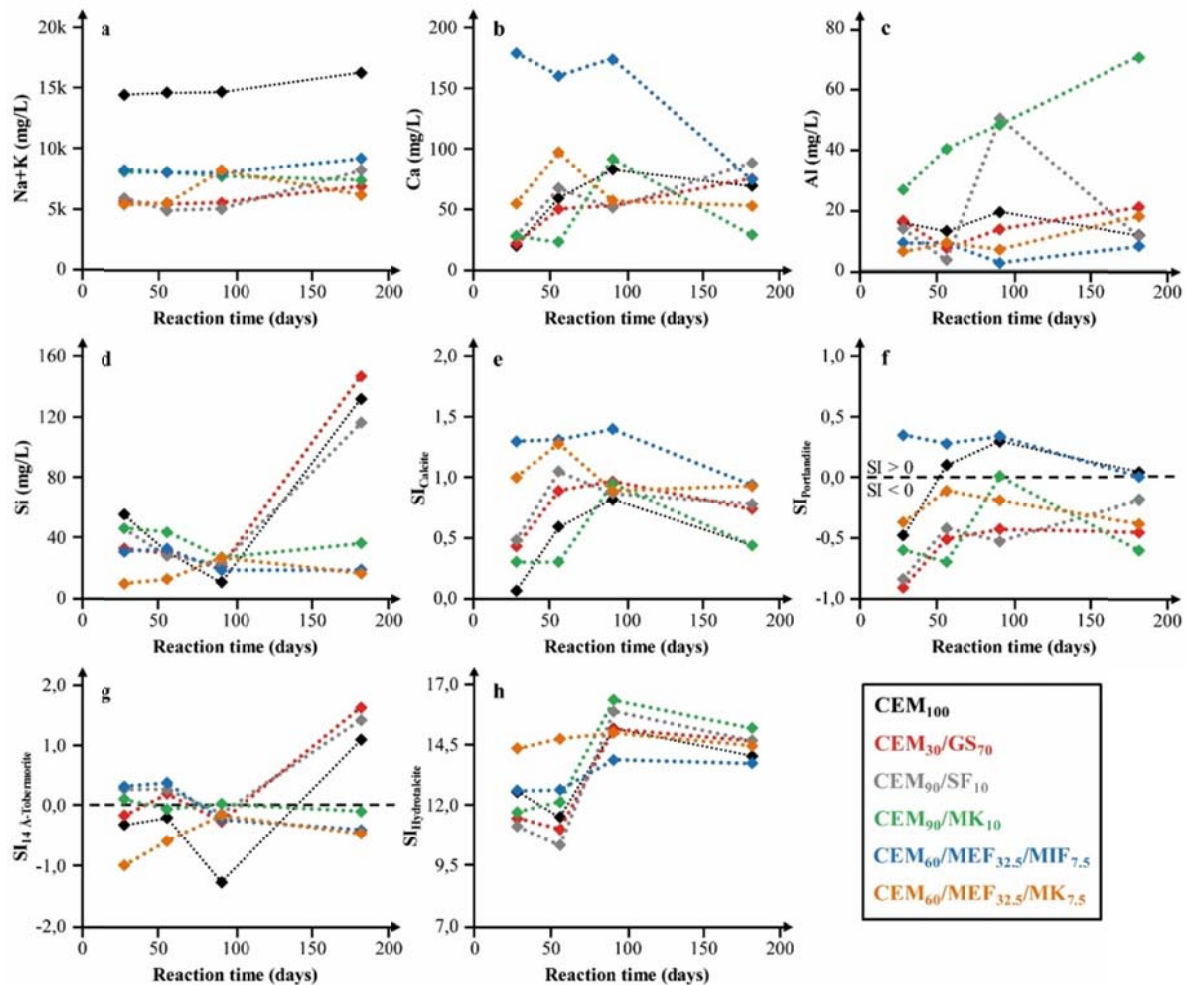 a
20k
15k
10k
5k
0
Na+K (mg/L)
0 50 100 150 200
Reaction time (days)
b
200
150
100
50
0
Ca (mg/L)
0 50 100 150 200
Reaction time (days)
c
80
60
40
20
0
Al (mg/L)
0 50 100 150 200
Reaction time (days)
d
160
120
80
40
0
Si (mg/L)
0 50 100 150 200
Reaction time (days)
e
2,0
1,5
1,0
0,5
0,0
SI Calcite
0 50 100 150 200
Reaction time (days)
f
1,0
0,5
0,0
-0,5
-1,0
SI Portlandite
SI > 0
SI < 0
0 50 100 150 200
Reaction time (days)
g
2,0
1,0
0,0
-1,0
-2,0
SI 14 Å-Tobermorite
0 50 100 150 200
Reaction time (days)
h
17,0
14,5
12,0
9,5
7,0
SI Hydrotalcite
0 50 100 150 200
Reaction time (days)
CEM100
CEM30/GS70
CEM90/SF10
CEM90/MK10
CEM60/MEF32.5/MIF7.5
CEM60/MEF32.5/MK7.5